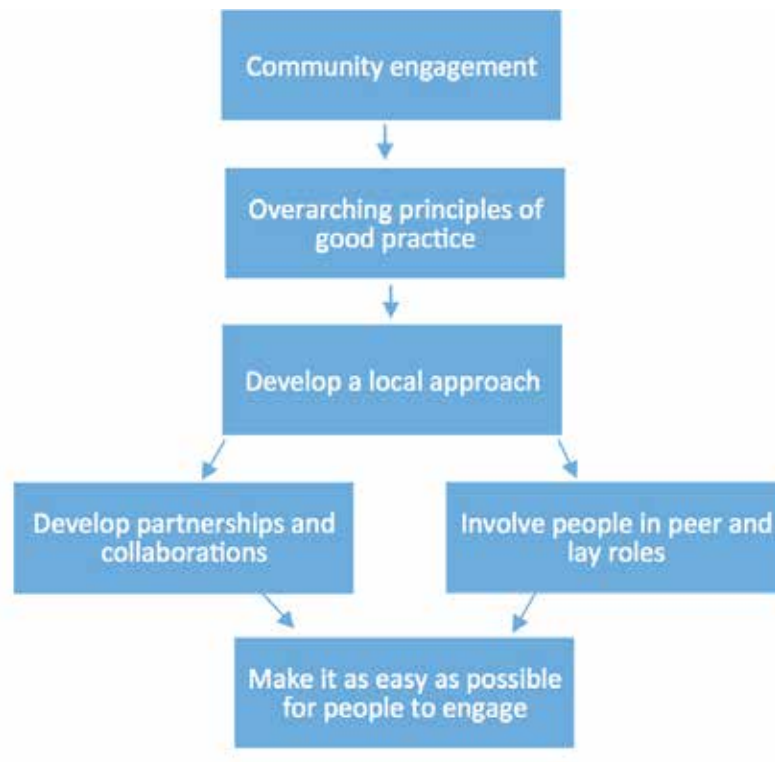 Community engagement
Overarching principles of
good practice
Develop a local approach
Develop partnerships and
collaborations
Involve people in peer and
lay roles
Make it as easy as possible
for people to engage